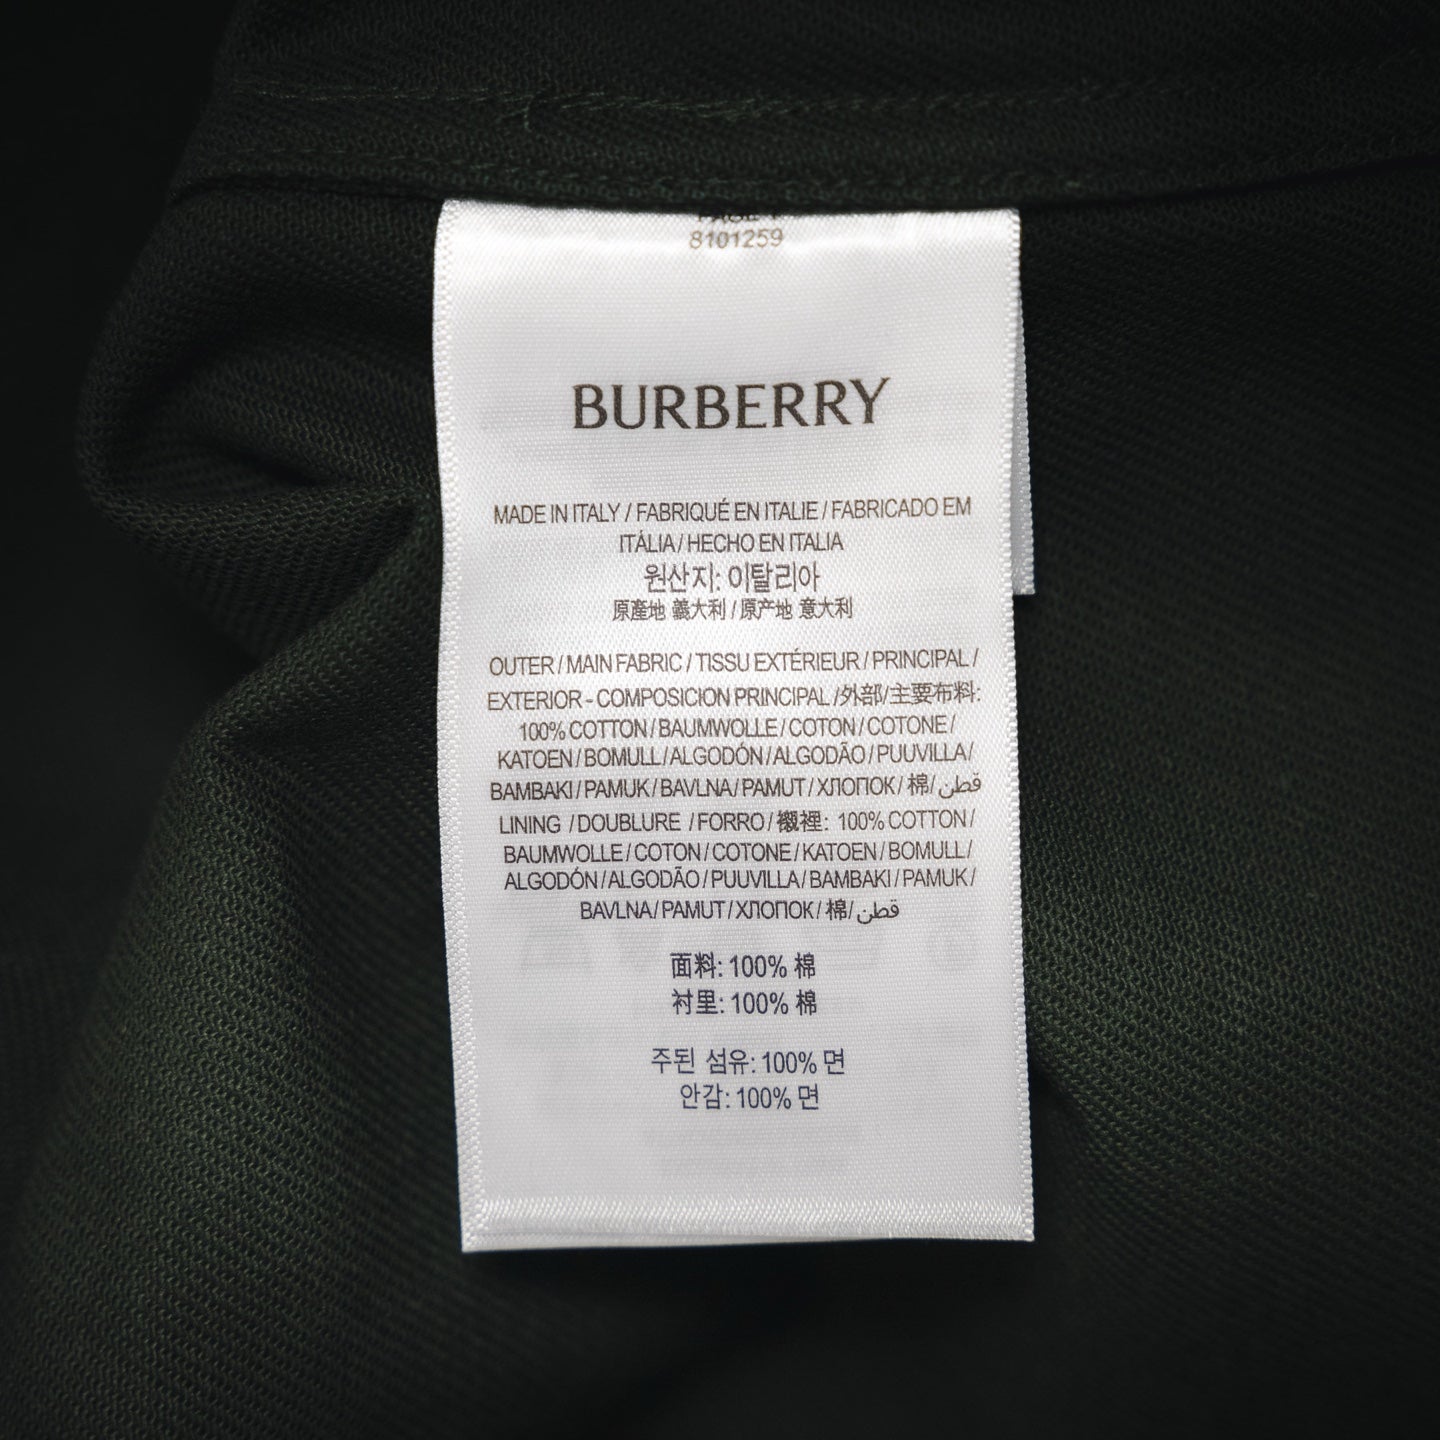 PAGE 1
8101259
BURBERRY
MADE IN ITALY / FABRIQUÉ EN ITALIE / FABRICADO EM
ITÁLIA / HECHO EN ITALIA
원산지: 이탈리아
原產地 義大利 / 原产地 意大利
OUTER / MAIN FABRIC / TISSU EXTÉRIEUR / PRINCIPAL /
EXTERIOR - COMPOSICION PRINCIPAL /外部/主要布料:
100% COTTON / BAUMWOLLE / COTON / COTONE /
KATOEN / BOMULL / ALGODÓN / ALGODÃO / PUUVILLA /
BAMBAKI / PAMUK / BAVLNA / PAMUT / ХЛОПОК / 棉/ قطن
LINING / DOUBLURE / FORRO / 襯裡: 100% COTTON /
BAUMWOLLE / COTON / COTONE / KATOEN / BOMULL /
ALGODÓN / ALGODÃO / PUUVILLA / BAMBAKI / PAMUK /
BAVLNA / PAMUT / ХЛОПОК / 棉/ قطن
面料: 100% 棉
衬里: 100% 棉
주된 섬유: 100% 면
안감: 100% 면